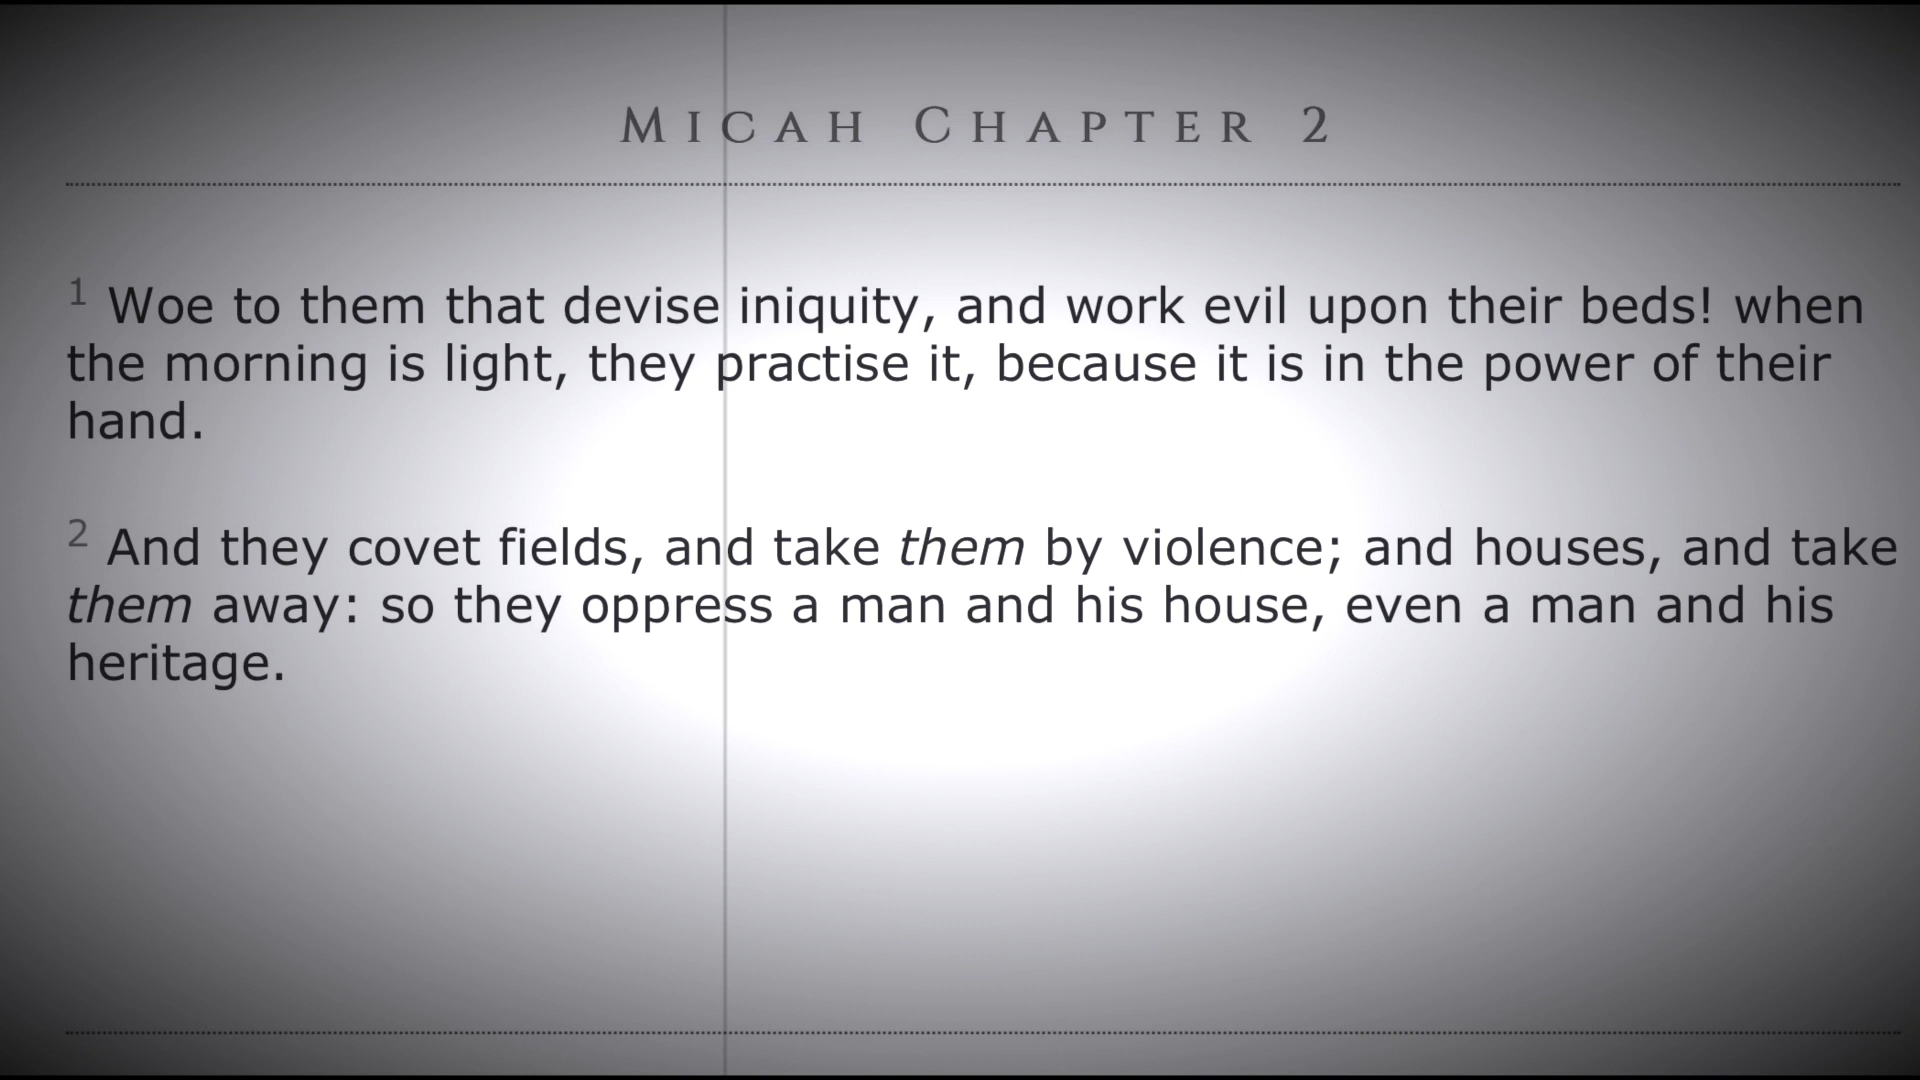 Micah Chapter 2
1 Woe to them that devise iniquity, and work evil upon their beds! when
the morning is light, they practise it, because it is in the power of their
hand.
2 And they covet fields, and take them by violence; and houses, and take
them away: so they oppress a man and his house, even a man and his
heritage.